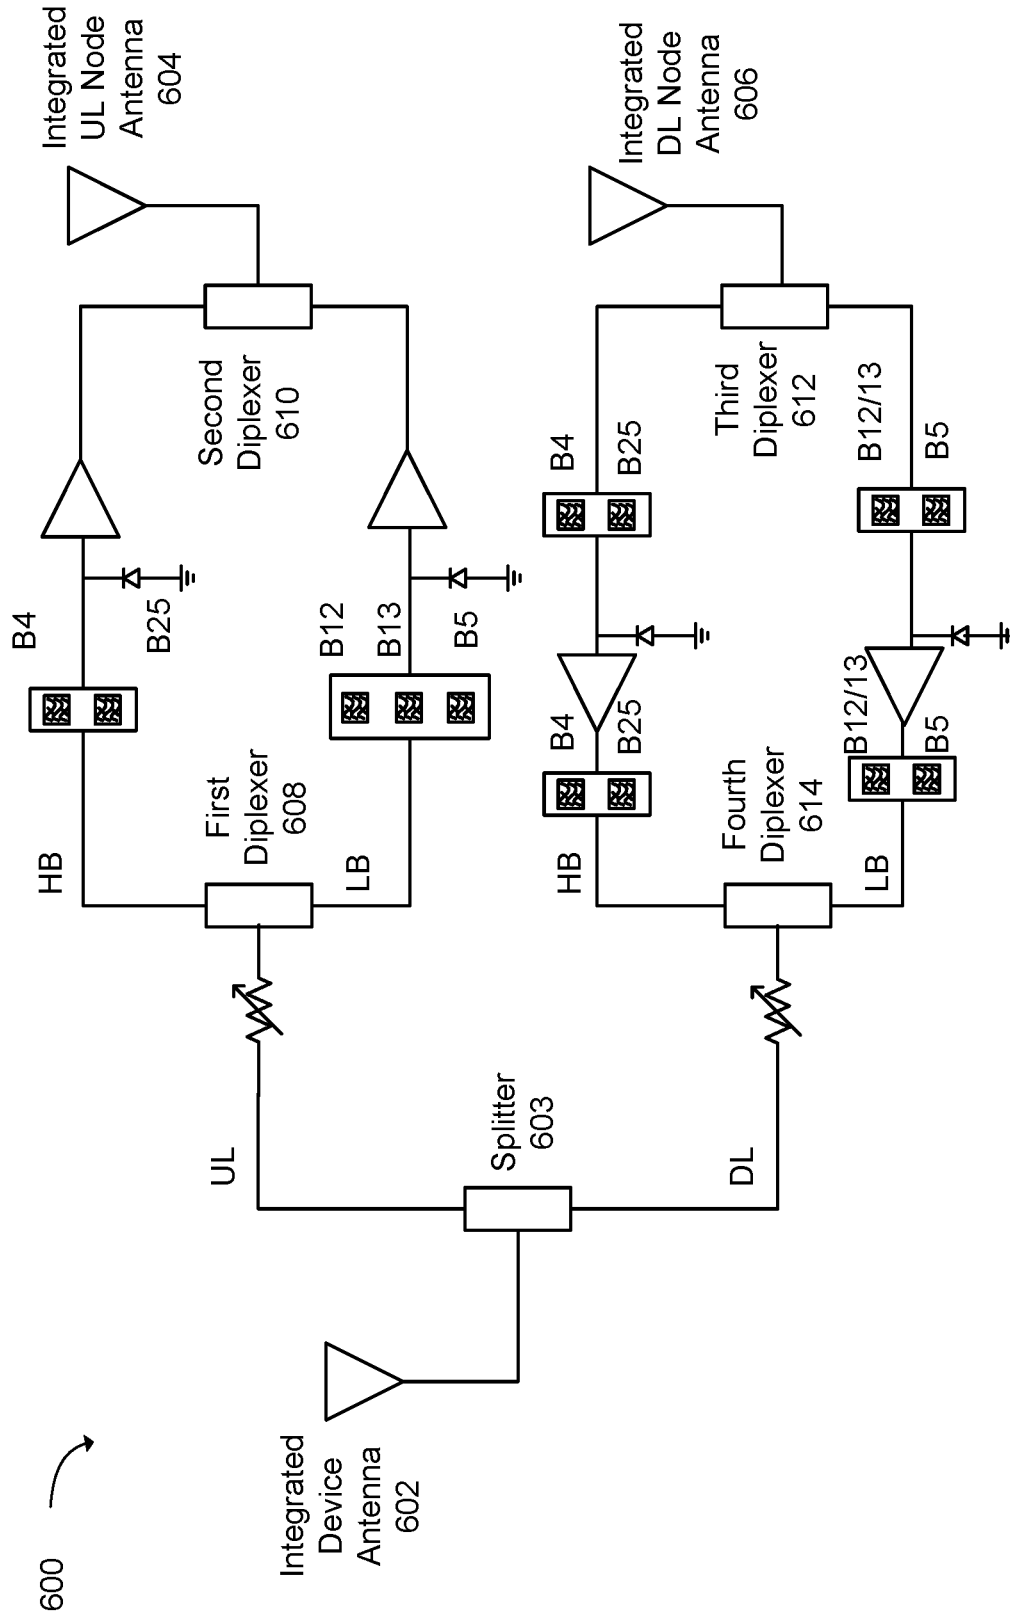 600
Integrated
Device
Antenna
602
Splitter
603
UL
DL
First
Diplexer
608
HB
LB
B4
B25
B12
B13
B5
Second
Diplexer
610
Integrated
UL Node
Antenna
604
Fourth
Diplexer
614
HB
LB
B4
B25
B12/13
B5
B4
B25
B12/13
B5
Third
Diplexer
612
Integrated
DL Node
Antenna
606